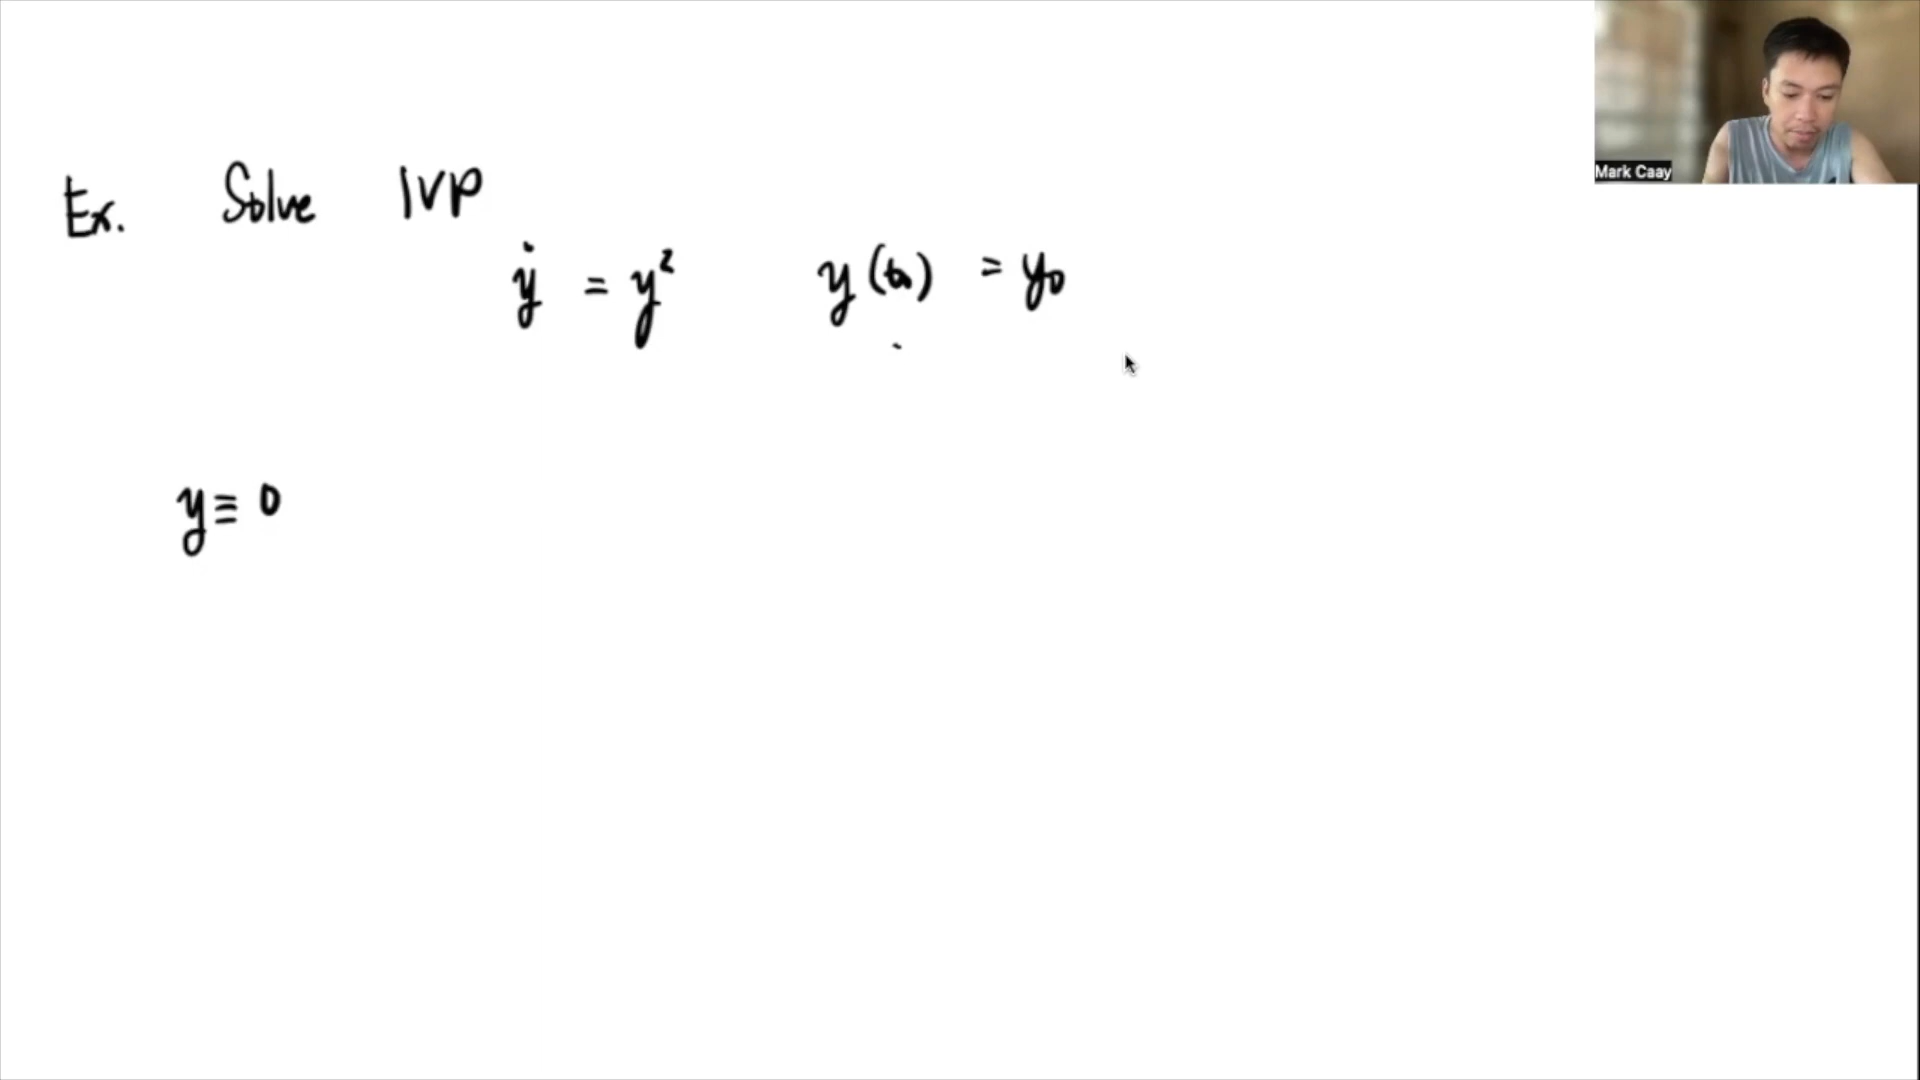 Mark Caay
Ex. Solve IVP
ẏ = y² y(t₀) = y₀
y ≡ 0